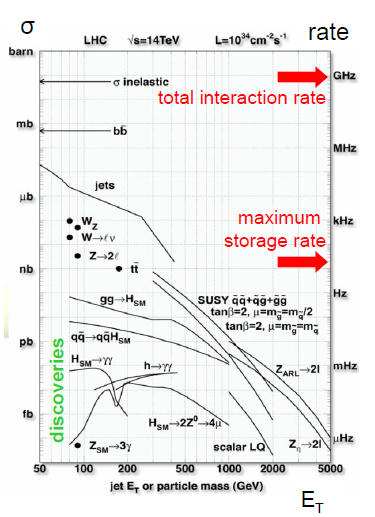 σ
rate
LHC √s=14TeV L=10³⁴cm⁻²s⁻¹
barn
GHz
σ inelastic
total interaction rate
mb
bb̄
MHz
jets
μb
kHz
W
Z
W→ℓν
maximum
storage rate
Z→2ℓ
nb
tt̄
SUSY q̃q̃+q̃g̃+g̃g̃
tanβ=2, μ=m_g̃=m_q̃/2
tanβ=2, μ=m_g̃=m_q̃
Hz
gg→H_SM
qq̄→qq̄H_SM
pb
H_SM→γγ
h→γγ
Z_ARL→2l
mHz
discoveries
fb
H_SM→2Z⁰→4μ
Z_SM→3γ
scalar LQ
Z_η→2l
μHz
50 100 200 500 1000 2000 5000
jet E_T or particle mass (GeV)
E_T